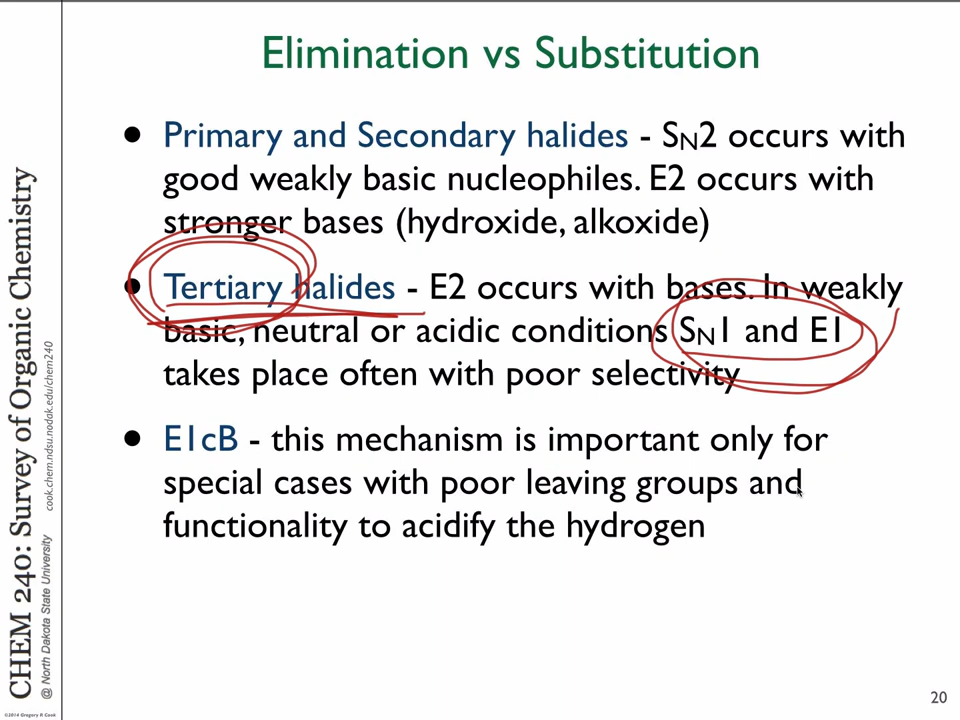 Elimination vs Substitution
• Primary and Secondary halides - SN2 occurs with
good weakly basic nucleophiles. E2 occurs with
stronger bases (hydroxide, alkoxide)
• Tertiary halides - E2 occurs with bases. In weakly
basic, neutral or acidic conditions SN1 and E1
takes place often with poor selectivity
• E1cB - this mechanism is important only for
special cases with poor leaving groups and
functionality to acidify the hydrogen
CHEM 240: Survey of Organic Chemistry
@ North Dakota State University
cook.chem.ndsu.nodak.edu/chem240
©2014 Gregory R Cook
20